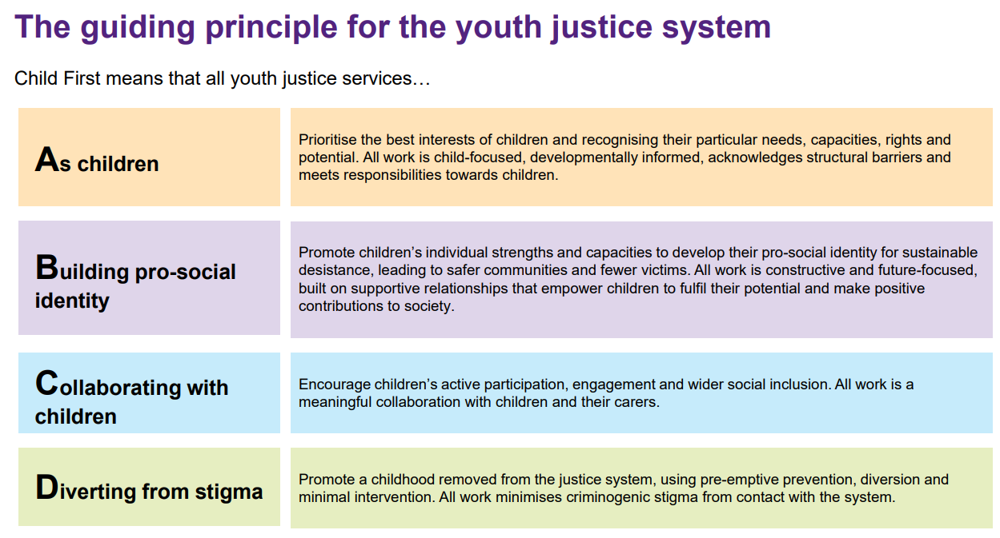 The guiding principle for the youth justice system
Child First means that all youth justice services…
As children
Prioritise the best interests of children and recognising their particular needs, capacities, rights and
potential. All work is child-focused, developmentally informed, acknowledges structural barriers and
meets responsibilities towards children.
Building pro-social
identity
Promote children’s individual strengths and capacities to develop their pro-social identity for sustainable
desistance, leading to safer communities and fewer victims. All work is constructive and future-focused,
built on supportive relationships that empower children to fulfil their potential and make positive
contributions to society.
Collaborating with
children
Encourage children’s active participation, engagement and wider social inclusion. All work is a
meaningful collaboration with children and their carers.
Diverting from stigma
Promote a childhood removed from the justice system, using pre-emptive prevention, diversion and
minimal intervention. All work minimises criminogenic stigma from contact with the system.